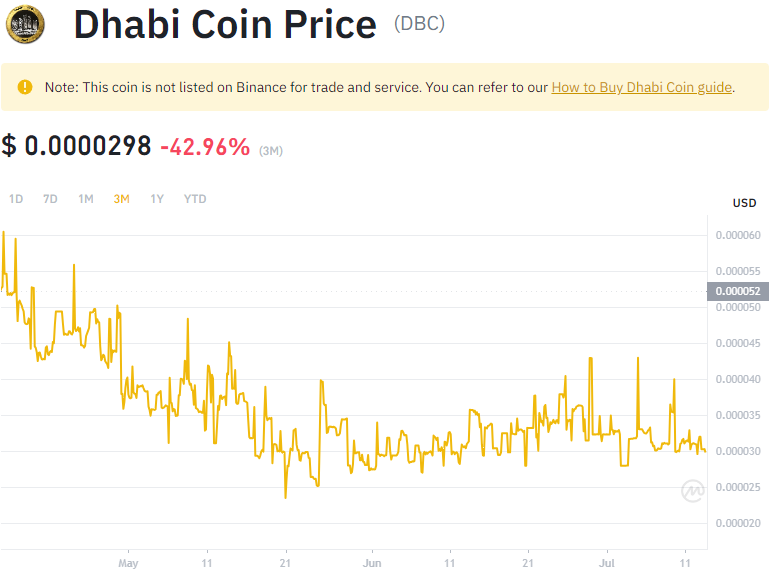 Dhabi Coin Price (DBC)
Note: This coin is not listed on Binance for trade and service. You can refer to our How to Buy Dhabi Coin guide.
$ 0.0000298 -42.96% (3M)
1D 7D 1M 3M 1Y YTD
USD
0.000060
0.000055
0.000052
0.000050
0.000045
0.000040
0.000035
0.000030
0.000025
0.000020
May 11 21 Jun 11 21 Jul 11